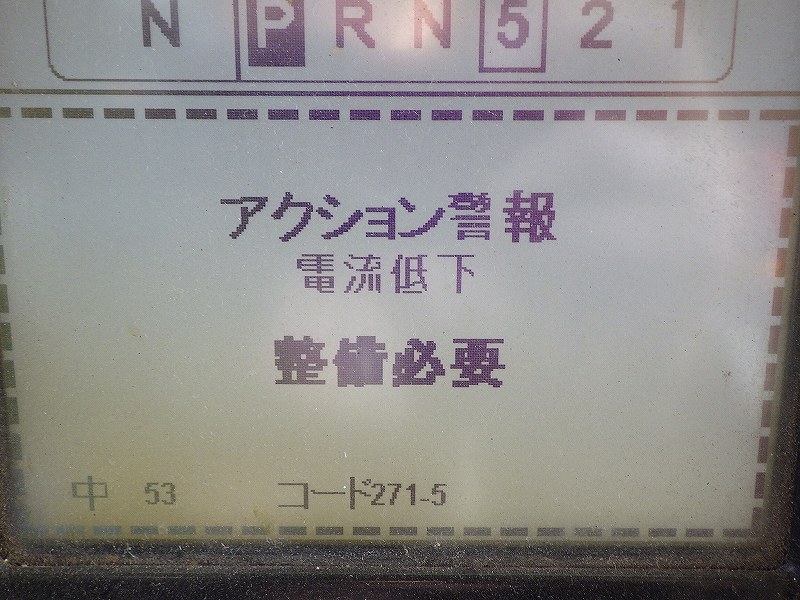 N P R N 5 2 1
アクション警報
電流低下
整備必要
中 53 コード271-5